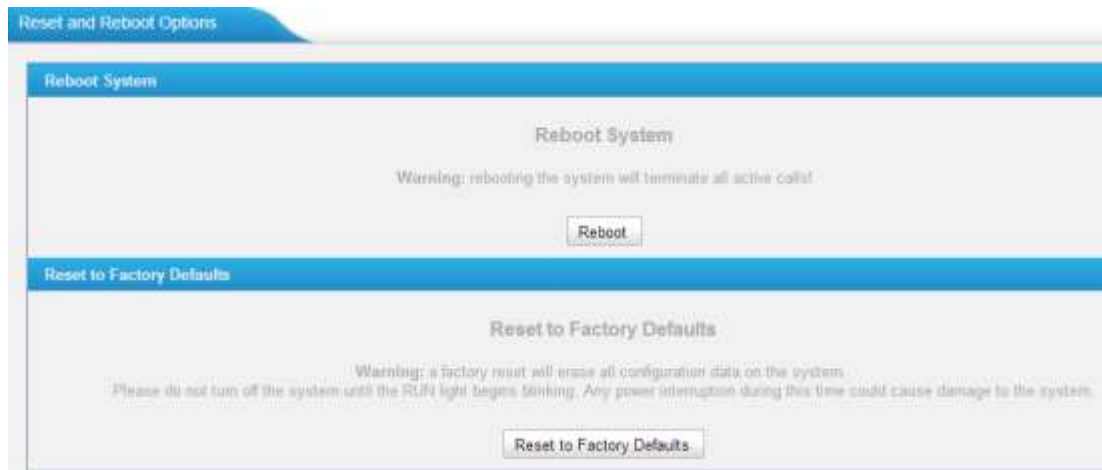 Reset and Reboot Options
Reboot System
Reboot System
Warning: rebooting the system will terminate all active calls!
Reboot
Reset to Factory Defaults
Reset to Factory Defaults
Warning: a factory reset will erase all configuration data on the system.
Please do not turn off the system until the RUN light begins blinking. Any power interruption during this time could cause damage to the system.
Reset to Factory Defaults